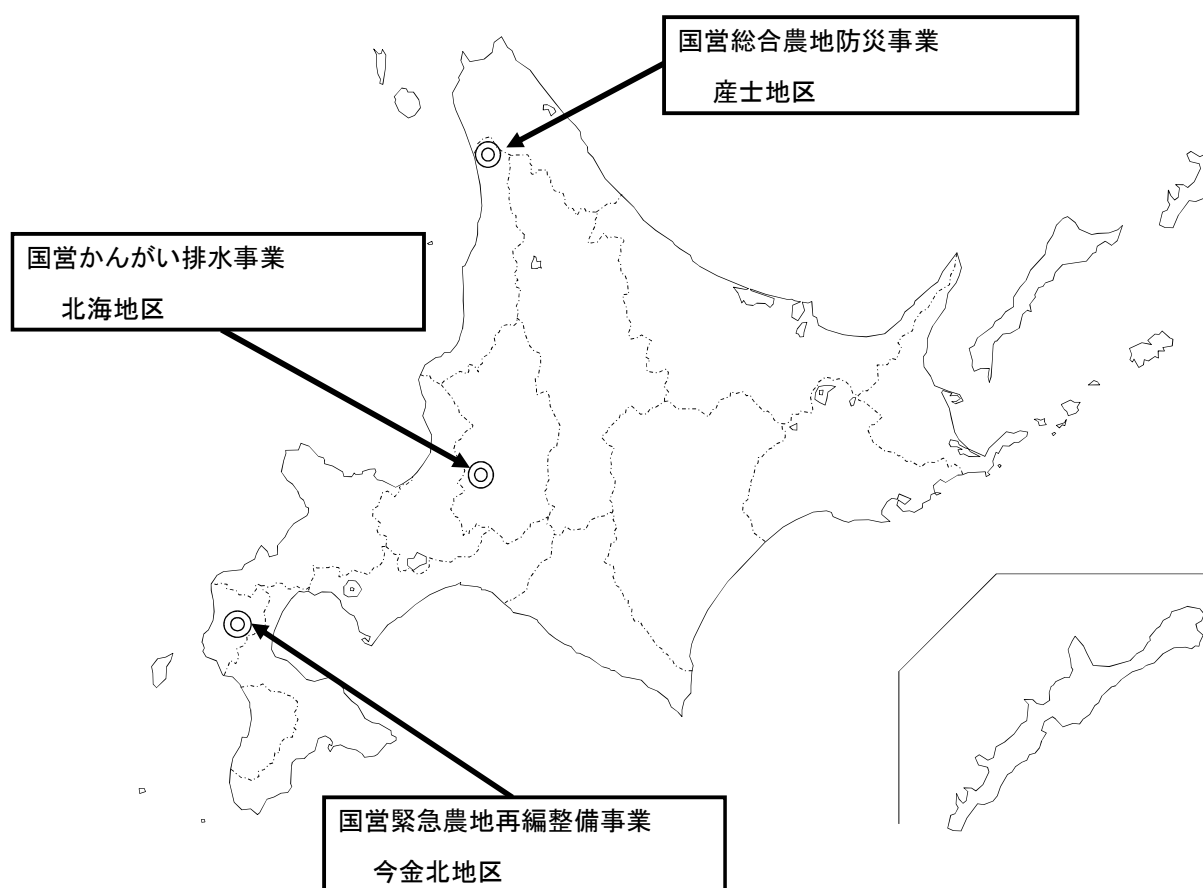 国営総合農地防災事業
産士地区
国営かんがい排水事業
北海地区
国営緊急農地再編整備事業
今金北地区